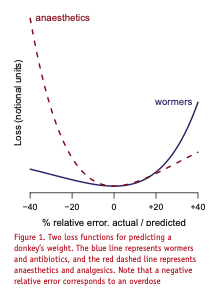 anaesthetics
wormers
Loss (notional units)
−40 −20 0 +20 +40
% relative error. actual / predicted
Figure 1. Two loss functions for predicting a
donkey's weight. The blue line represents wormers
and antibiotics, and the red dashed line represents
anaesthetics and analgesics. Note that a negative
relative error corresponds to an overdose